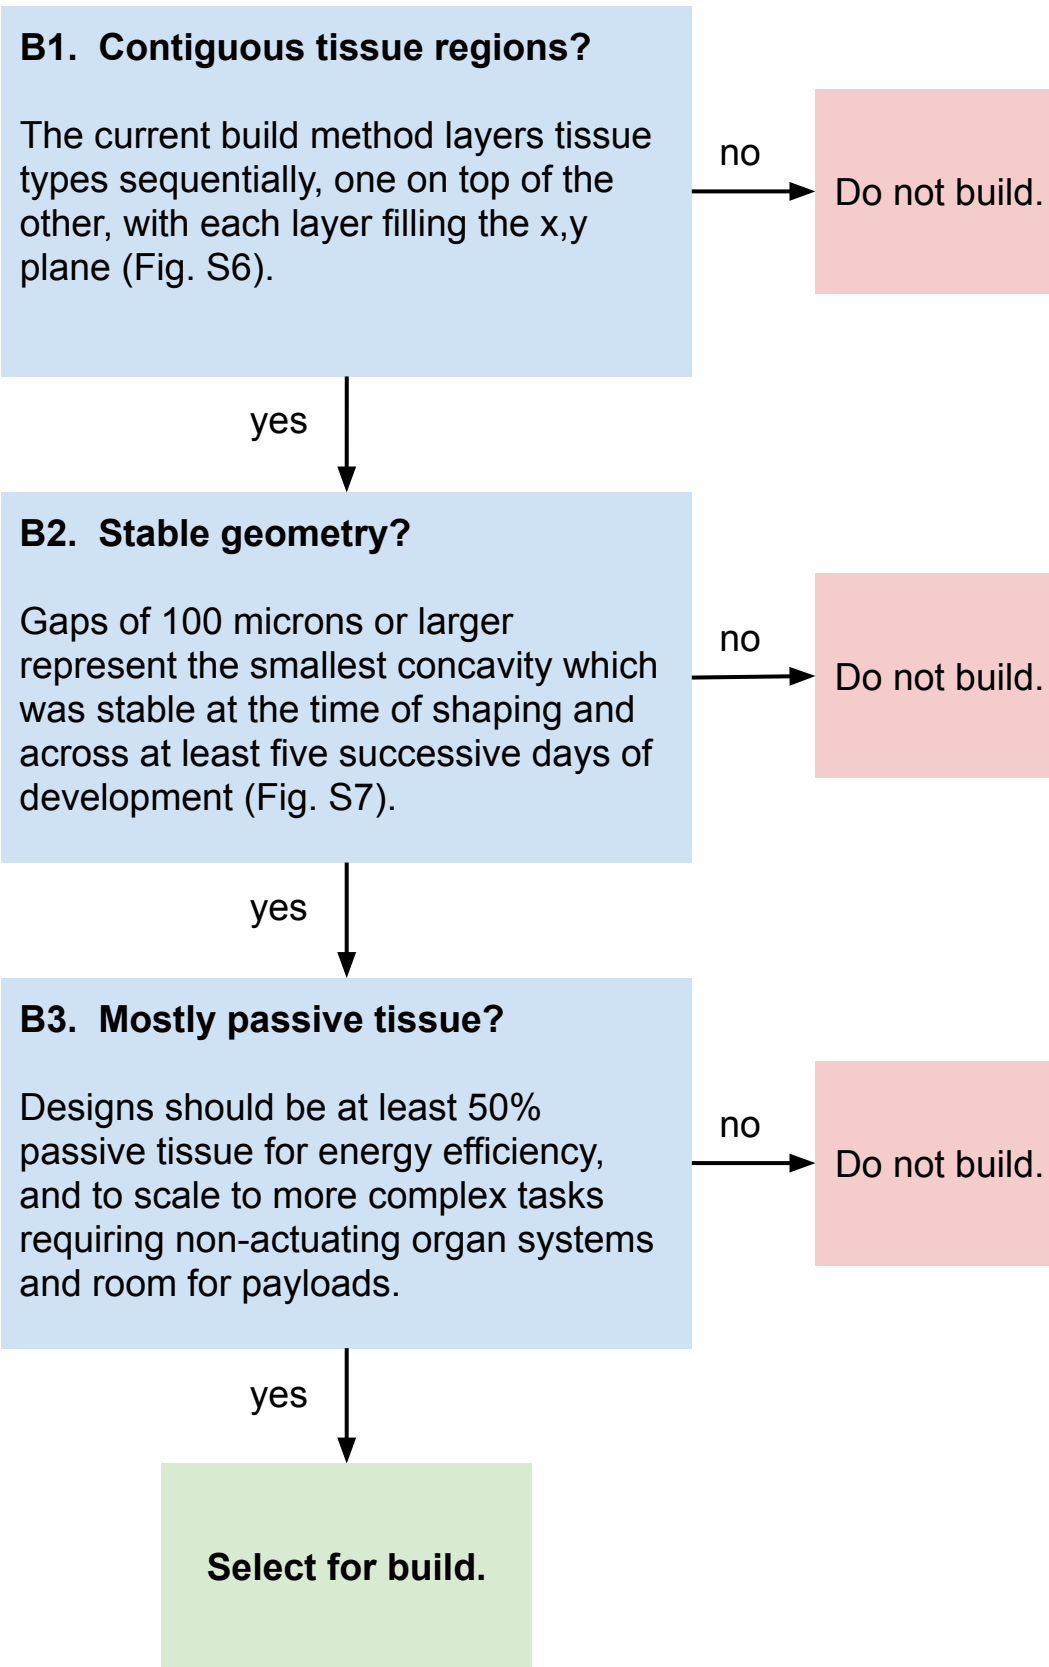 B1. Contiguous tissue regions?
The current build method layers tissue
types sequentially, one on top of the
other, with each layer filling the x,y
plane (Fig. S6).
no
Do not build.
yes
B2. Stable geometry?
Gaps of 100 microns or larger
represent the smallest concavity which
was stable at the time of shaping and
across at least five successive days of
development (Fig. S7).
no
Do not build.
yes
B3. Mostly passive tissue?
Designs should be at least 50%
passive tissue for energy efficiency,
and to scale to more complex tasks
requiring non-actuating organ systems
and room for payloads.
no
Do not build.
yes
Select for build.